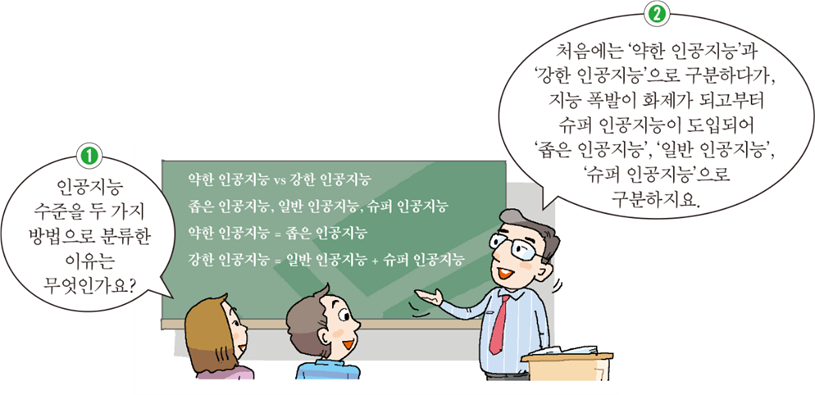 1
인공지능
수준을 두 가지
방법으로 분류한
이유는
무엇인가요?
2
처음에는 ‘약한 인공지능’과
‘강한 인공지능’으로 구분하다가,
지능 폭발이 화제가 되고부터
슈퍼 인공지능이 도입되어
‘좁은 인공지능’, ‘일반 인공지능’,
‘슈퍼 인공지능’으로
구분하지요.
약한 인공지능 vs 강한 인공지능
좁은 인공지능, 일반 인공지능, 슈퍼 인공지능
약한 인공지능 = 좁은 인공지능
강한 인공지능 = 일반 인공지능 + 슈퍼 인공지능